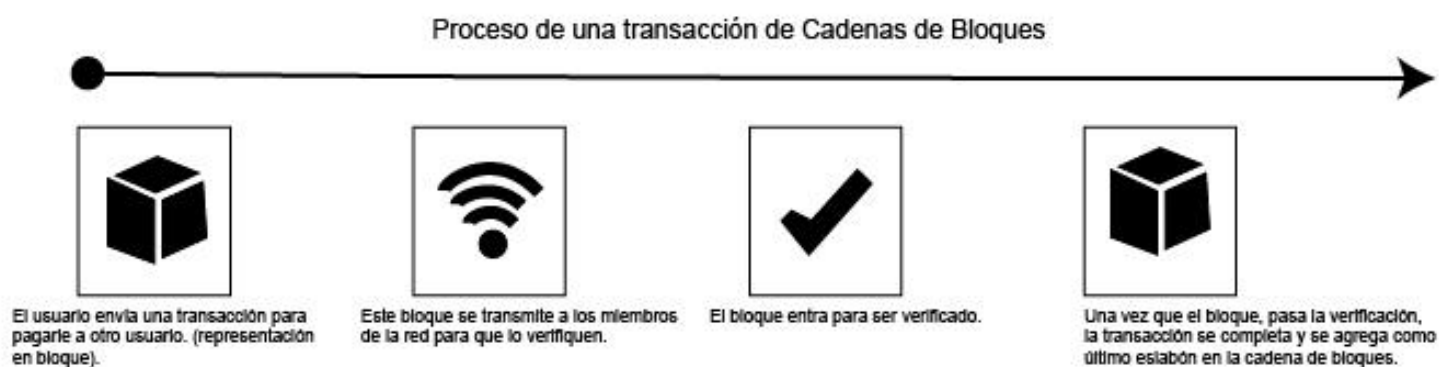 Proceso de una transacción de Cadenas de Bloques
El usuario envía una transacción para
pagarle a otro usuario. (representación
en bloque).
Este bloque se transmite a los miembros
de la red para que lo verifiquen.
El bloque entra para ser verificado.
Una vez que el bloque, pasa la verificación,
la transacción se completa y se agrega como
último eslabón en la cadena de bloques.